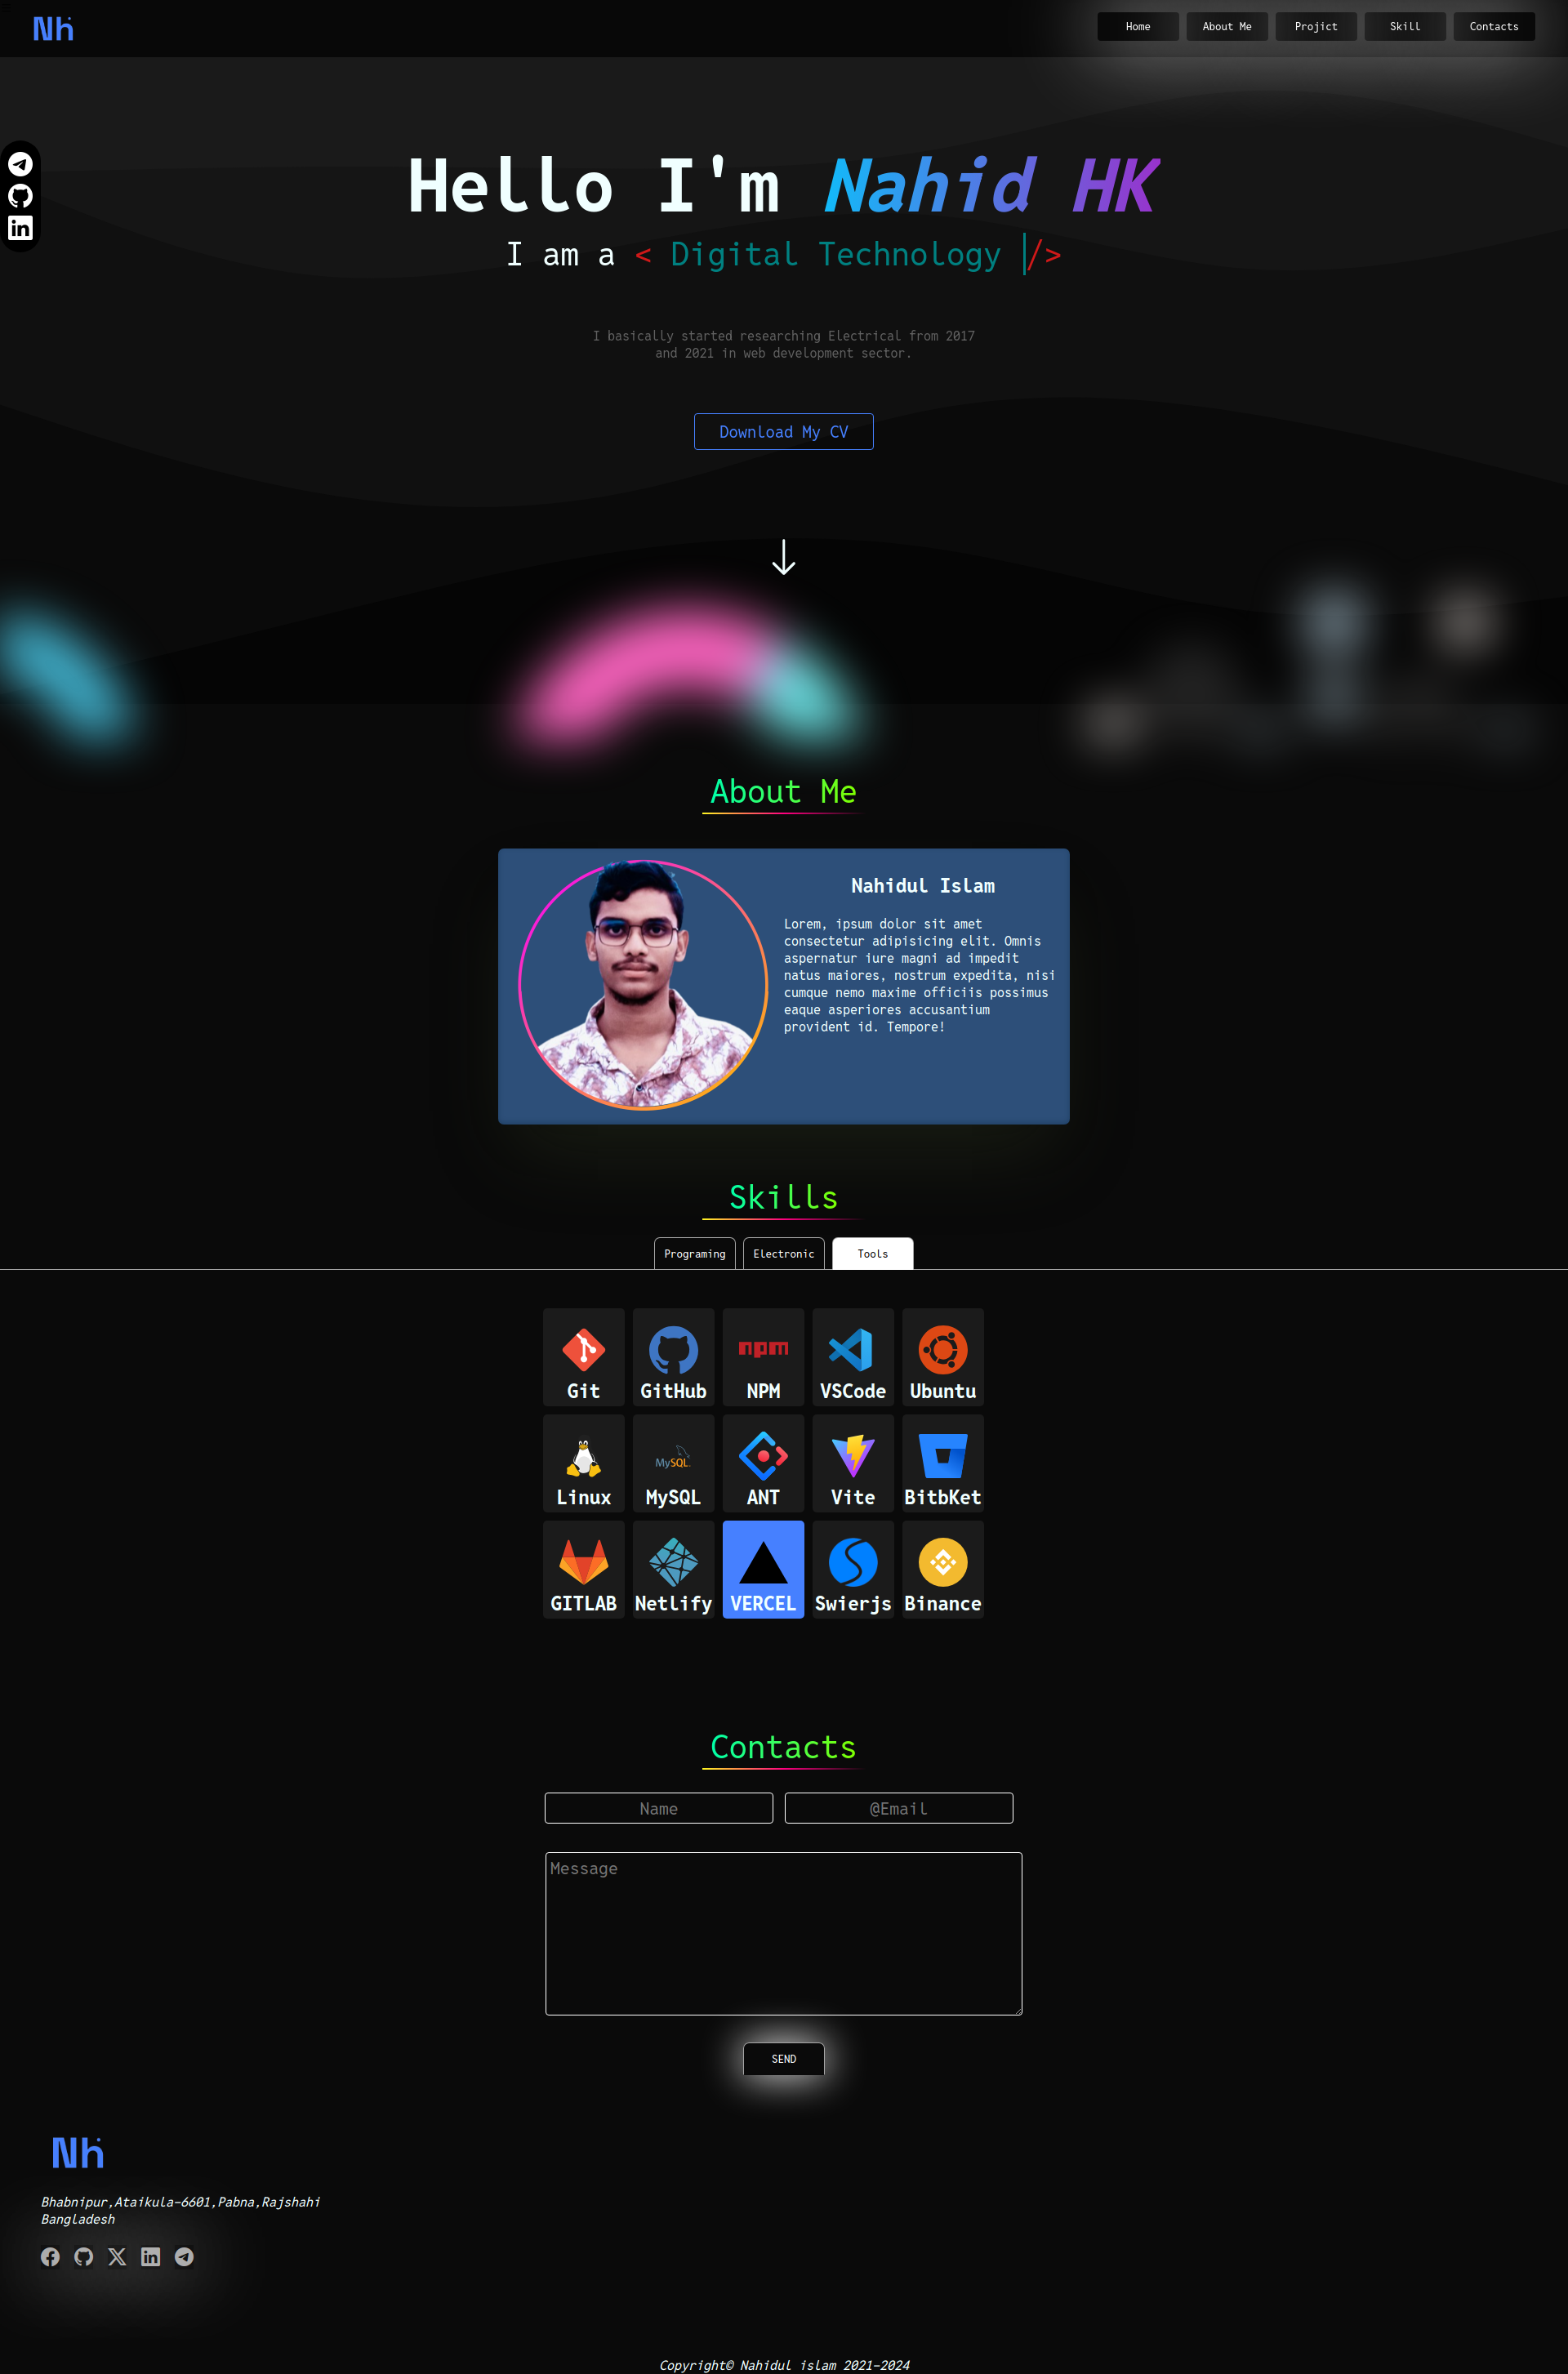 Nh
Home About Me Projict Skill Contacts
Hello I'm Nahid HK
I am a < Digital Technology />
I basically started researching Electrical from 2017
and 2021 in web development sector.
Download My CV
About Me
Nahidul Islam
Lorem, ipsum dolor sit amet
consectetur adipisicing elit. Omnis
aspernatur iure magni ad impedit
natus maiores, nostrum expedita, nisi
cumque nemo maxime officiis possimus
eaque asperiores accusantium
provident id. Tempore!
Skills
Programing Electronic Tools
npm
Git GitHub NPM VSCode Ubuntu
MySQL
Linux MySQL ANT Vite BitbKet
GITLAB Netlify VERCEL Swierjs Binance
Contacts
Name @Email
Message
SEND
Nh
Bhabnipur,Ataikula-6601,Pabna,Rajshahi
Bangladesh
Copyright© Nahidul islam 2021-2024